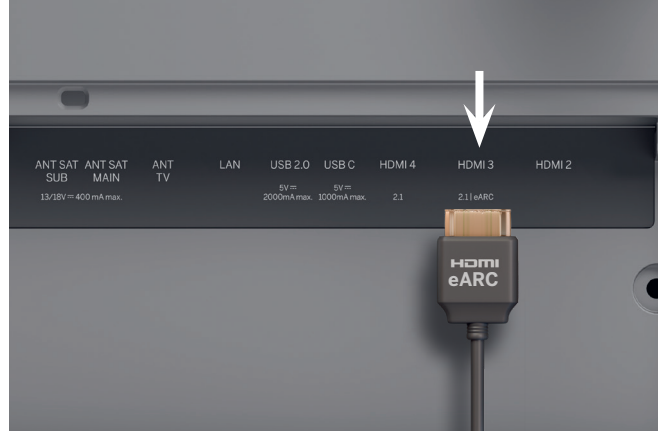 ANT SAT SUB
ANT SAT MAIN
13/18V ⎓ 400 mA max.
ANT TV
LAN
USB 2.0
5V ⎓
2000mA max.
USB C
5V ⎓
1000mA max.
HDMI 4
2.1
HDMI 3
2.1 | eARC
HDMI 2
HDMI
eARC